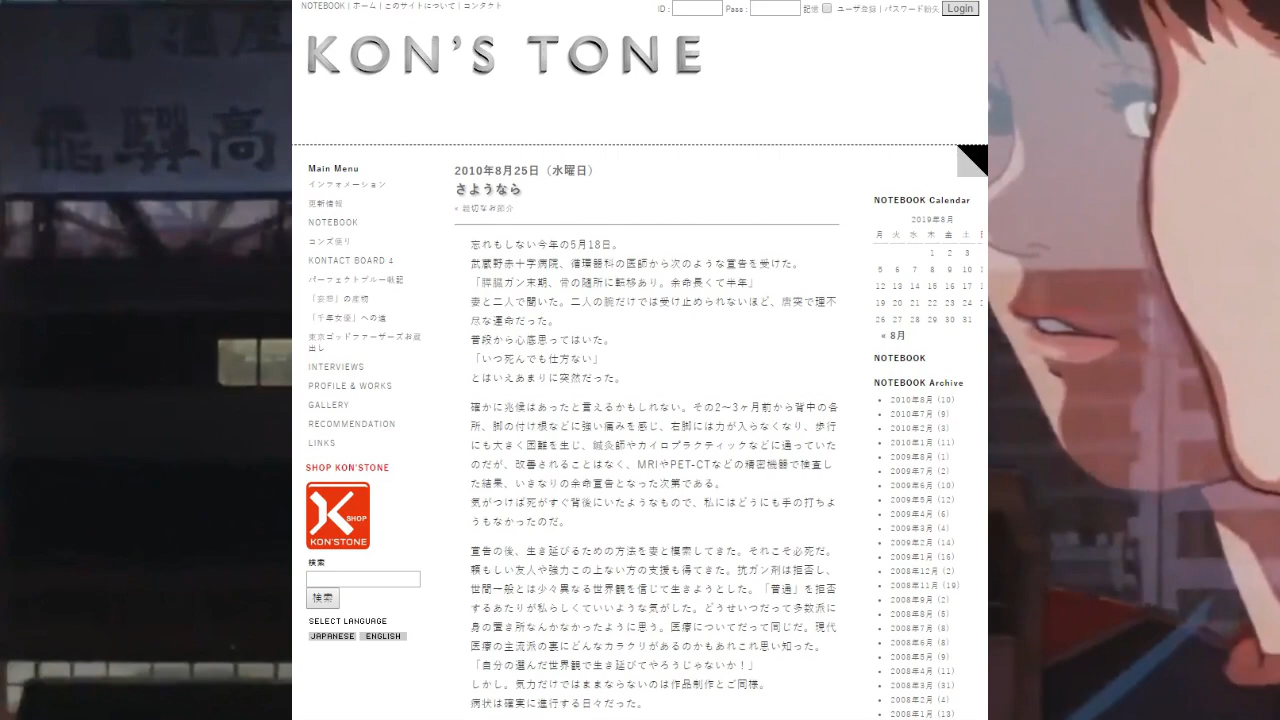 NOTEBOOK | ホーム | このサイトについて | コンタクト
ID : Pass : 記憶 ユーザ登録 | パスワード紛失 Login
KON'S TONE
飛騨高
Main Menu
インフォメーション
更新情報
NOTEBOOK
コンズ便り
KONTACT BOARD 4
パーフェクトブルー戦記
「妄想」の産物
「千年女優」への道
東京ゴッドファーザーズお蔵
出し
INTERVIEWS
PROFILE & WORKS
GALLERY
RECOMMENDATION
LINKS
SHOP KON'STONE
SHOP
KON'STONE
検索
検索
SELECT LANGUAGE
JAPANESE ENGLISH
2010年8月25日（水曜日）
さようなら
« 親切なお節介
忘れもしない今年の5月18日。
武蔵野赤十字病院、循環器科の医師から次のような宣告を受けた。
「膵臓ガン末期、骨の随所に転移あり。余命長くて半年」
妻と二人で聞いた。二人の腕だけでは受け止められないほど、唐突で理不
尽な運命だった。
普段から心底思ってはいた。
「いつ死んでも仕方ない」
とはいえあまりに突然だった。
確かに兆候はあったと言えるかもしれない。その2～3ヶ月前から背中の各
所、脚の付け根などに強い痛みを感じ、右脚には力が入らなくなり、歩行
にも大きく困難を生じ、鍼灸師やカイロプラクティックなどに通っていた
のだが、改善されることはなく、MRIやPET-CTなどの精密機器で検査し
た結果、いきなりの余命宣告となった次第である。
気がつけば死がすぐ背後にいたようなもので、私にはどうにも手の打ちよ
うもなかったのだ。
宣告の後、生き延びるための方法を妻と模索してきた。それこそ必死だ。
頼もしい友人や強力この上ない方の支援も得てきた。抗ガン剤は拒否し、
世間一般とは少々異なる世界観を信じて生きようとした。「普通」を拒否
するあたりが私らしくていいような気がした。どうせいつだって多数派に
身の置き所なんかなかったように思う。医療についてだって同じだ。現代
医療の主流派の裏にどんなカラクリがあるのかもあれこれ思い知った。
「自分の選んだ世界観で生き延びてやろうじゃないか！」
しかし。気力だけではままならないのは作品制作とご同様。
病状は確実に進行する日々だった。
NOTEBOOK Calendar
2019年8月
月 火 水 木 金 土
1 2 3
5 6 7 8 9 10
12 13 14 15 16 17
19 20 21 22 23 24
26 27 28 29 30 31
« 8月
NOTEBOOK
NOTEBOOK Archive
2010年8月 (10)
2010年7月 (9)
2010年2月 (3)
2010年1月 (11)
2009年8月 (1)
2009年7月 (2)
2009年6月 (10)
2009年5月 (12)
2009年4月 (6)
2009年3月 (4)
2009年2月 (14)
2009年1月 (16)
2008年12月 (2)
2008年11月 (19)
2008年9月 (2)
2008年8月 (5)
2008年7月 (8)
2008年6月 (8)
2008年5月 (9)
2008年4月 (11)
2008年3月 (31)
2008年2月 (4)
2008年1月 (13)